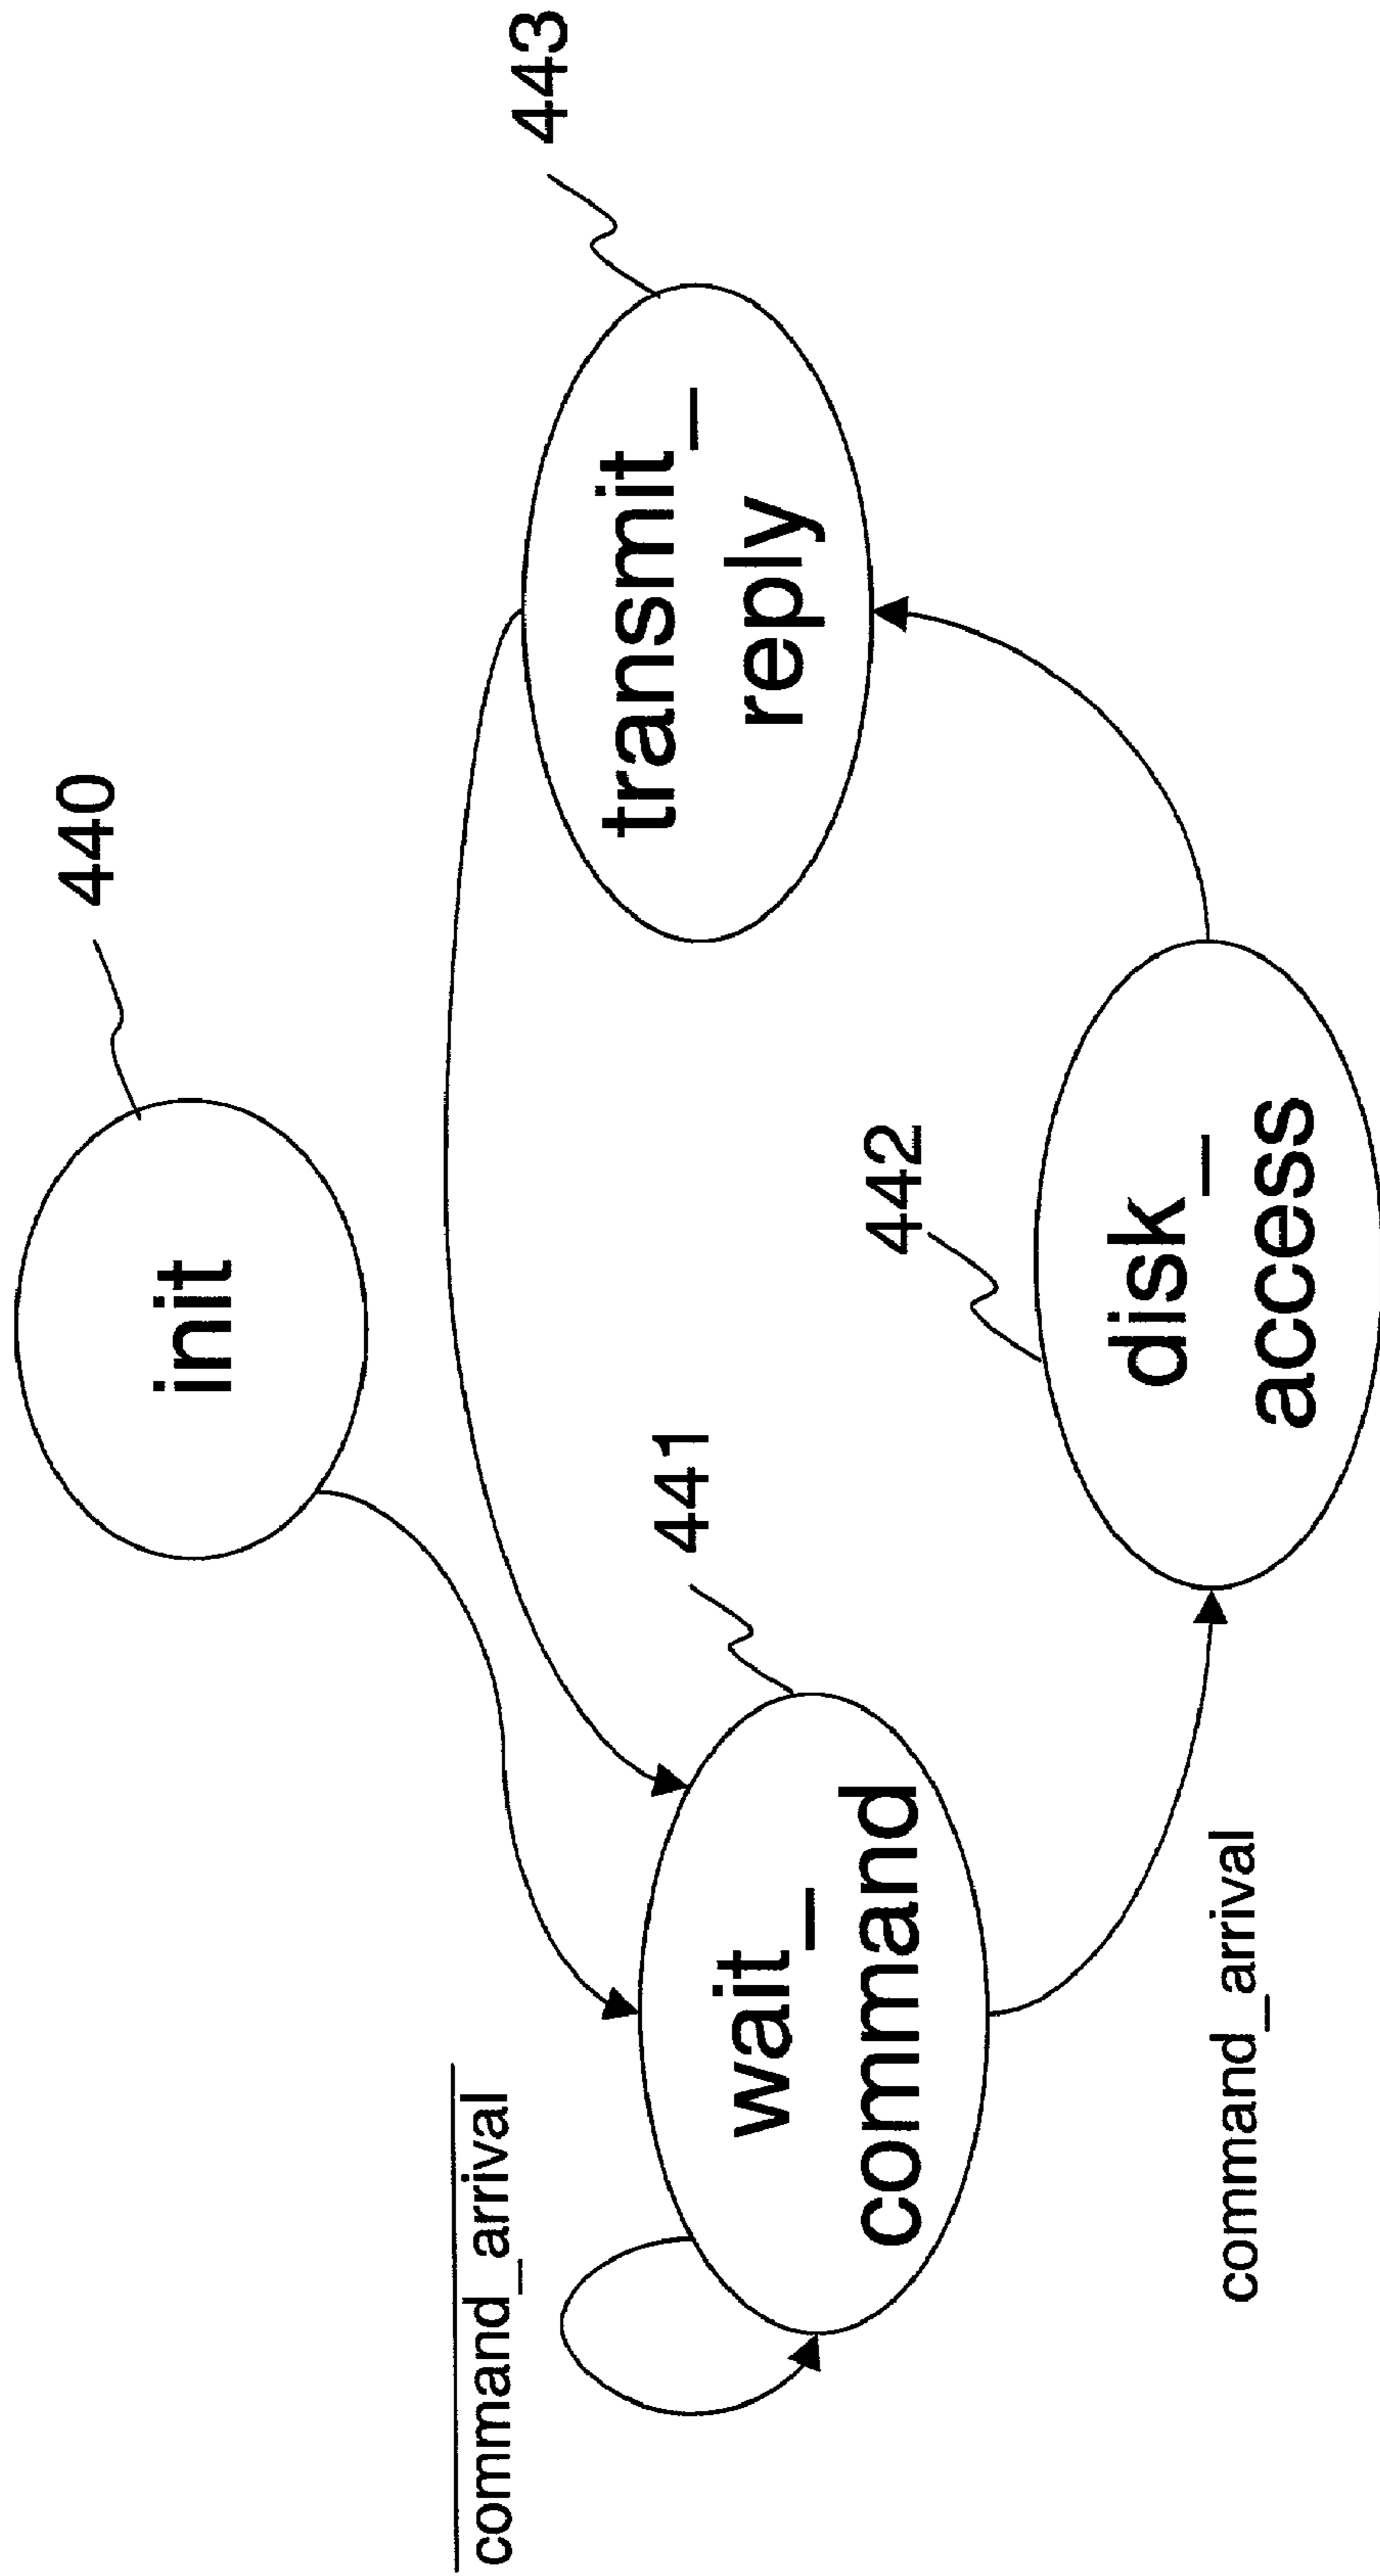 440
init
443
transmit_
reply
441
442
command_arrival
wait_
command
disk_
access
command_arrival